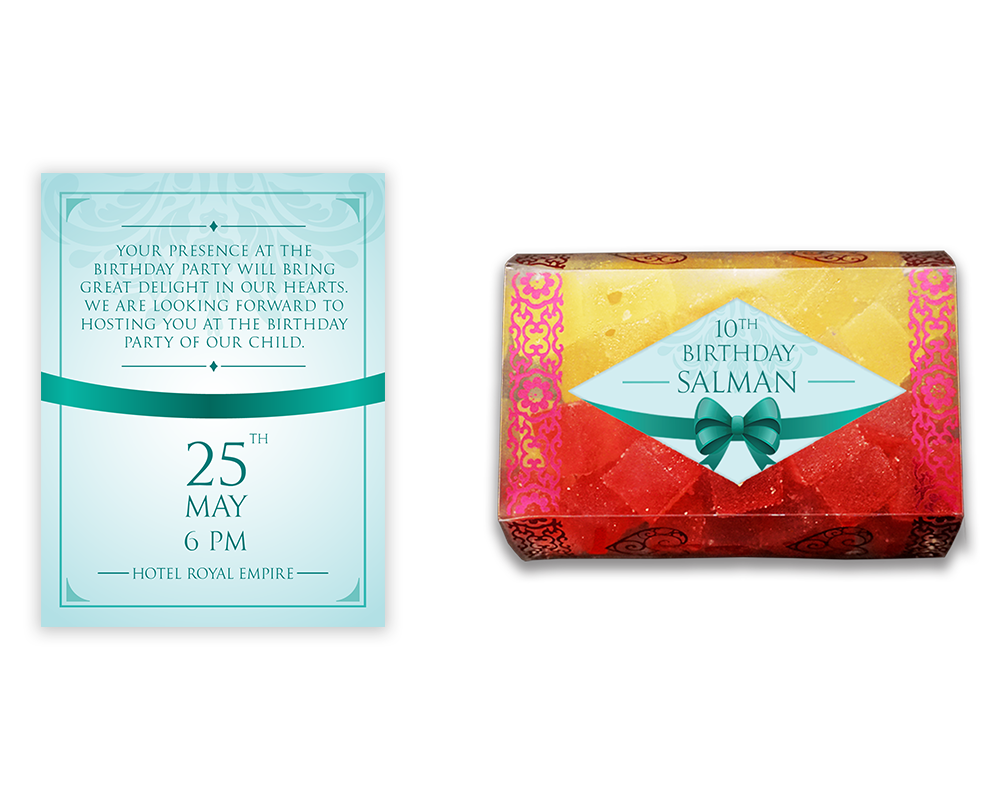 YOUR PRESENCE AT THE
BIRTHDAY PARTY WILL BRING
GREAT DELIGHT IN OUR HEARTS.
WE ARE LOOKING FORWARD TO
HOSTING YOU AT THE BIRTHDAY
PARTY OF OUR CHILD.
25TH
MAY
6 PM
HOTEL ROYAL EMPIRE
10TH
BIRTHDAY
SALMAN